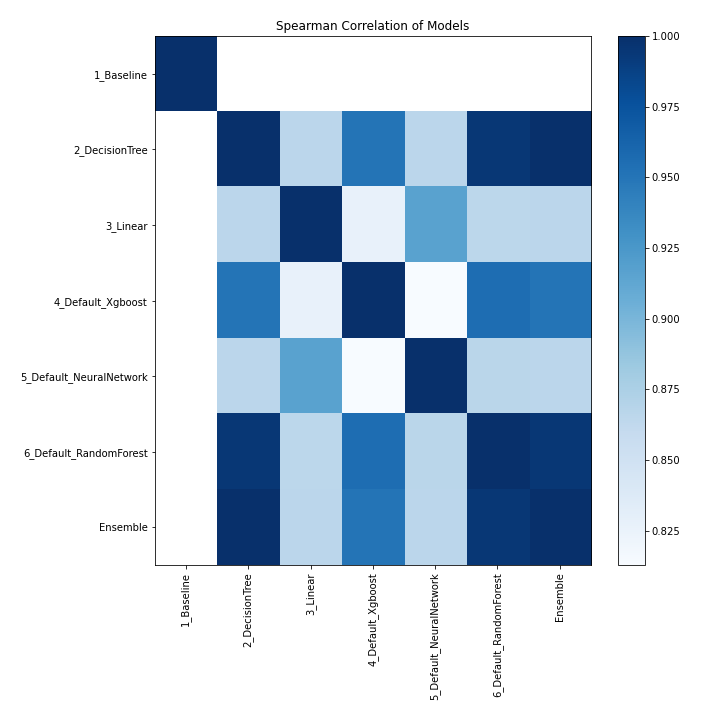 Spearman Correlation of Models
1_Baseline
2_DecisionTree
3_Linear
4_Default_Xgboost
5_Default_NeuralNetwork
6_Default_RandomForest
Ensemble
1_Baseline
2_DecisionTree
3_Linear
4_Default_Xgboost
5_Default_NeuralNetwork
6_Default_RandomForest
Ensemble
1.000
0.975
0.950
0.925
0.900
0.875
0.850
0.825